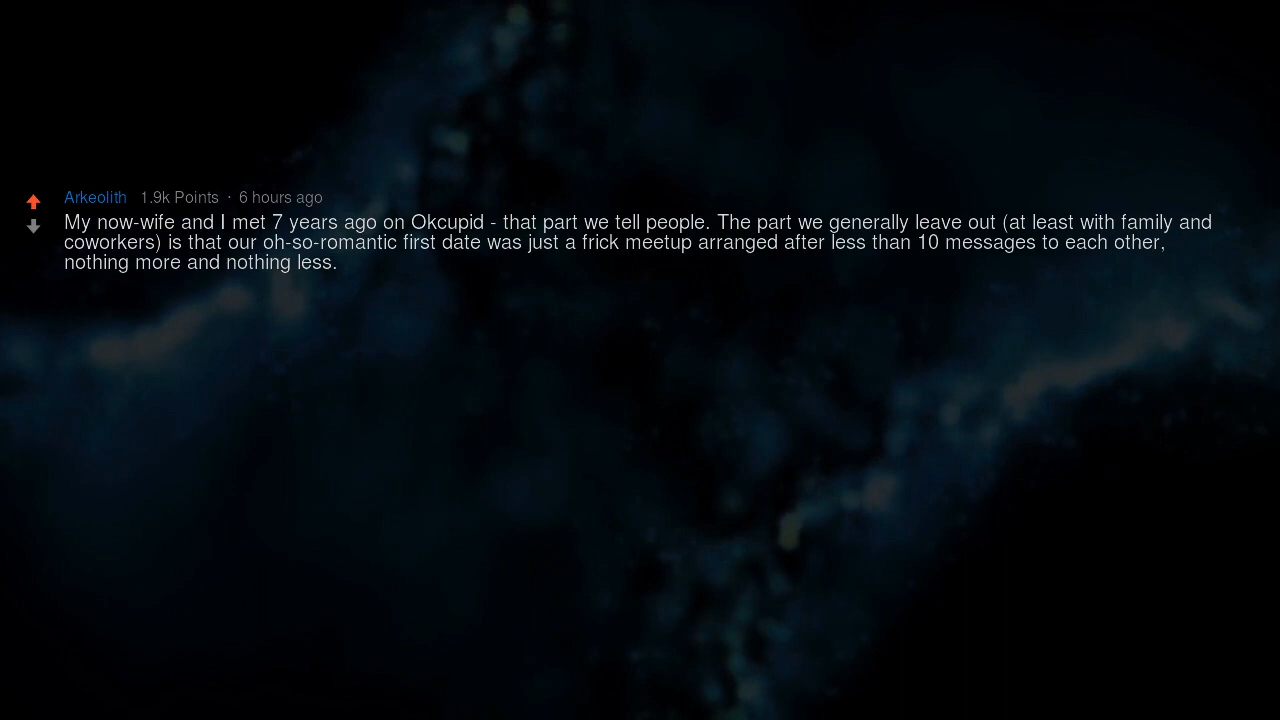 Arkeolith 1.9k Points · 6 hours ago
My now-wife and I met 7 years ago on Okcupid - that part we tell people. The part we generally leave out (at least with family and
coworkers) is that our oh-so-romantic first date was just a frick meetup arranged after less than 10 messages to each other,
nothing more and nothing less.